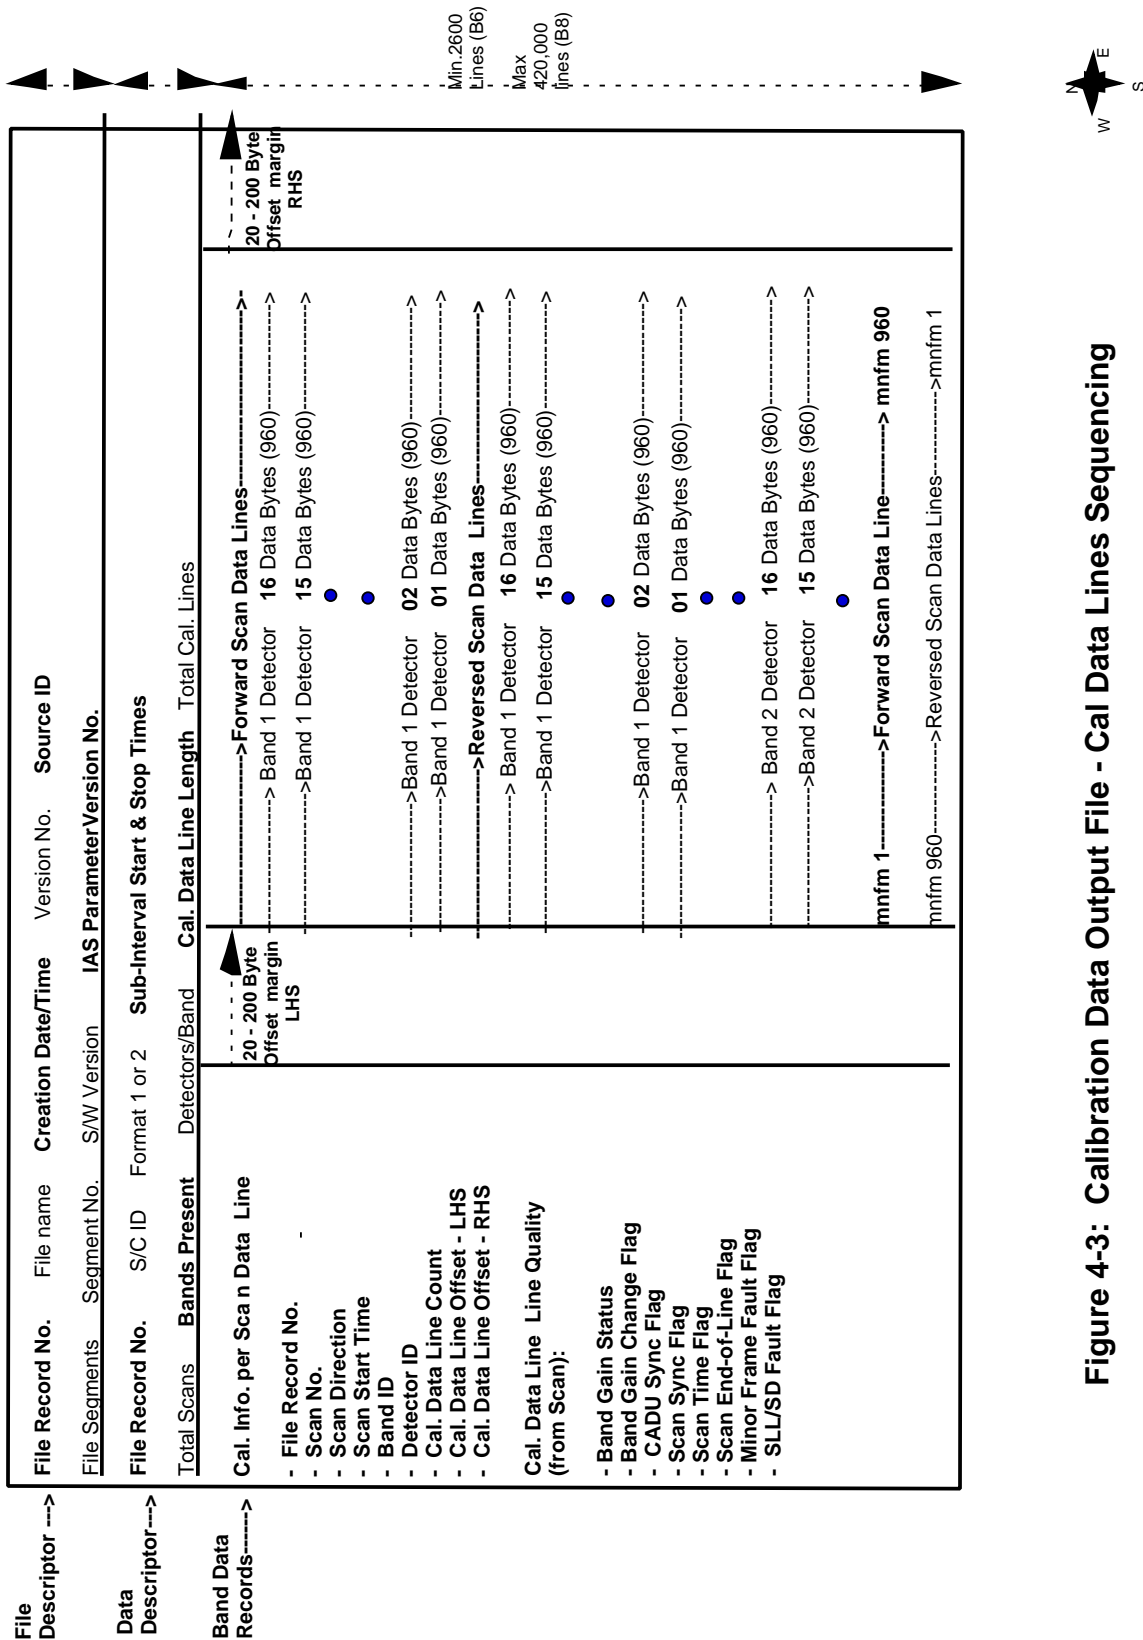 File
Descriptor --->
File Record No. File name Creation Date/Time Version No. Source ID
File Segments Segment No. S/W Version IAS ParameterVersion No.
Data
Descriptor--->
File Record No. S/C ID Format 1 or 2 Sub-Interval Start & Stop Times
Total Scans Bands Present Detectors/Band Cal. Data Line Length Total Cal. Lines
Band Data
Records------>
Cal. Info. per Sca n Data Line
- File Record No. -
- Scan No.
- Scan Direction
- Scan Start Time
- Band ID
- Detector ID
- Cal. Data Line Count
- Cal. Data Line Offset - LHS
- Cal. Data Line Offset - RHS
Cal. Data Line Line Quality
(from Scan):
- Band Gain Status
- Band Gain Change Flag
- CADU Sync Flag
- Scan Sync Flag
- Scan Time Flag
- Scan End-of-Line Flag
- Minor Frame Fault Flag
- SLL/SD Fault Flag
20 - 200 Byte
Offset margin
LHS
------------------------>Forward Scan Data Lines--------------------------->-
-------------------> Band 1 Detector 16 Data Bytes (960)---------------->
-------------------->Band 1 Detector 15 Data Bytes (960)---------------->
------------------->Band 1 Detector 02 Data Bytes (960)---------------->
------------------->Band 1 Detector 01 Data Bytes (960)---------------->
------------------------>Reversed Scan Data Lines------------------------->
-------------------> Band 1 Detector 16 Data Bytes (960)---------------->
-------------------->Band 1 Detector 15 Data Bytes (960)---------------->
------------------->Band 1 Detector 02 Data Bytes (960)---------------->
------------------->Band 1 Detector 01 Data Bytes (960)---------------->
-------------------> Band 2 Detector 16 Data Bytes (960)---------------->
-------------------->Band 2 Detector 15 Data Bytes (960)---------------->
mnfm 1--------------->Forward Scan Data Line----------> mnfm 960
mnfm 960--------------->Reversed Scan Data Lines--------------->mnfm 1
20 - 200 Byte
Offset margin
RHS
Min.2600
Lines (B6)
Max
420,000
lines (B8)
N
E
W
S
Figure 4-3: Calibration Data Output File - Cal Data Lines Sequencing